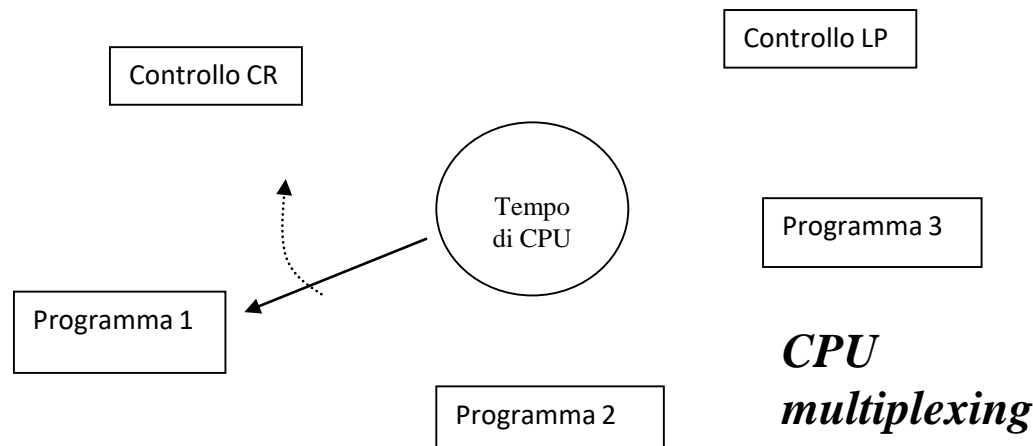 Controllo LP
Controllo CR
Tempo
di CPU
Programma 3
Programma 1
CPU
multiplexing
Programma 2